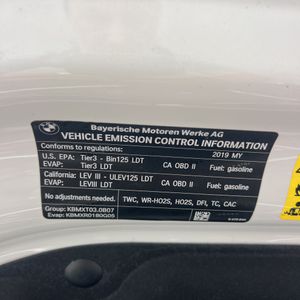 Bayerische Motoren Werke AG
VEHICLE EMISSION CONTROL INFORMATION
Conforms to regulations: 2019 MY
U.S. EPA: Tier3 - Bin125 LDT
EVAP: Tier3 LDT CA OBD II Fuel: gasoline
California: LEV III - ULEV125 LDT
EVAP: LEVIII LDT CA OBD II Fuel: gasoline
No adjustments needed. TWC, WR-HO2S, HO2S, DFI, TC, CAC
Group: KBMXT03.0B07
Evap: KBMXR0180G05